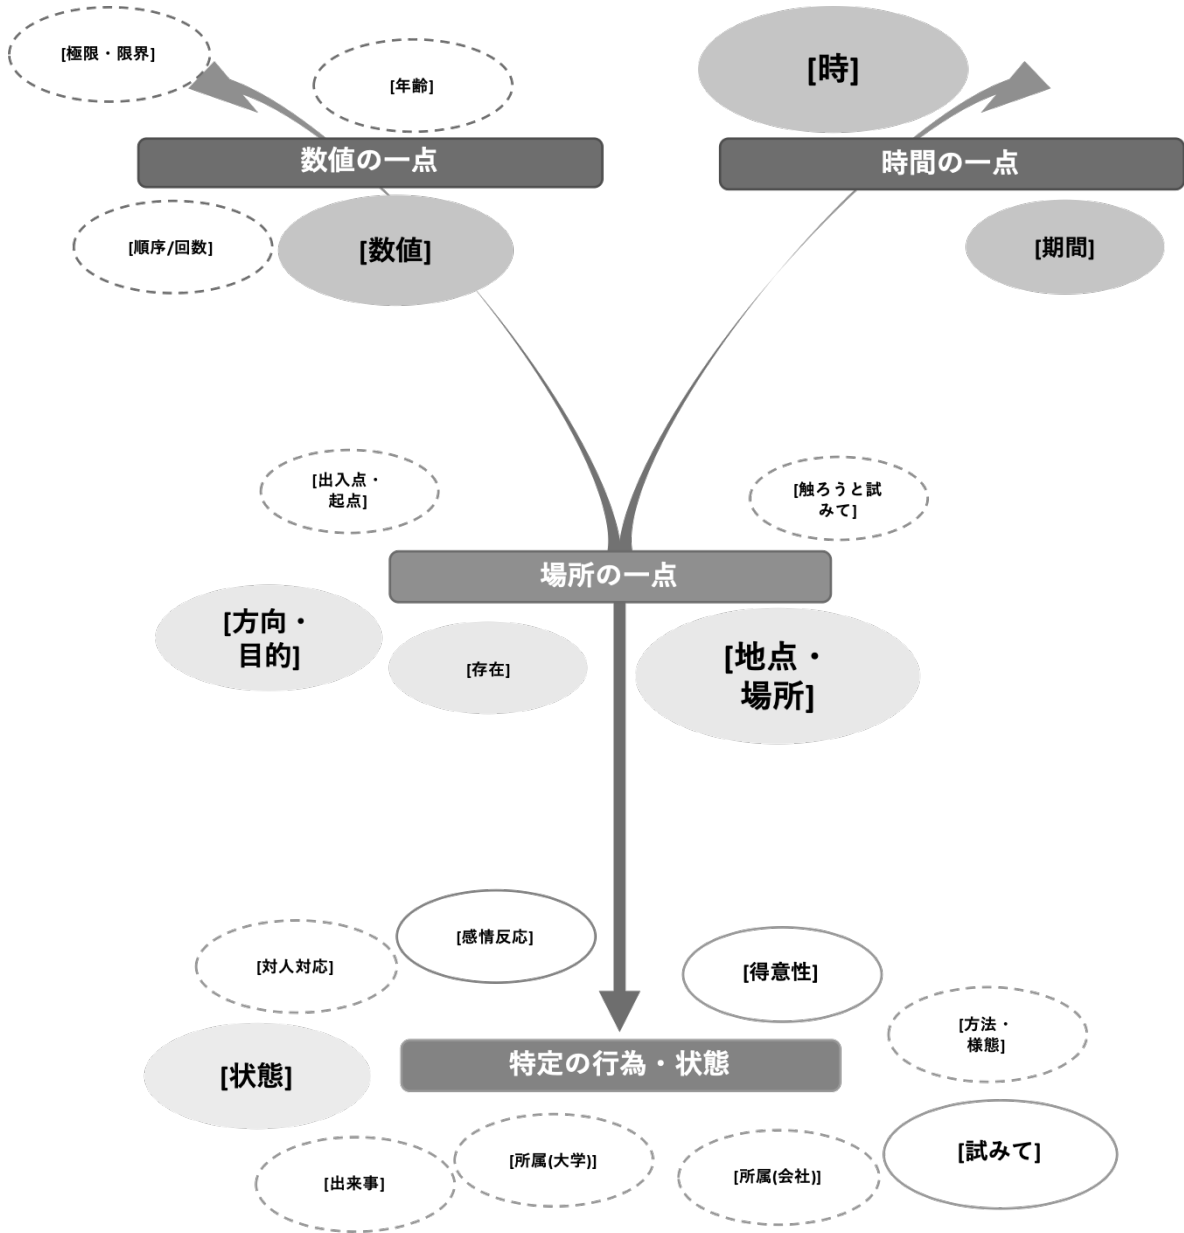 [極限・限界]
[年齢]
[時]
数値の一点
時間の一点
[順序/回数]
[数値]
[期間]
[出入点・
起点]
[触ろうと試
みて]
場所の一点
[方向・
目的]
[存在]
[地点・
場所]
[対人対応]
[感情反応]
[得意性]
[方法・
様態]
[状態]
特定の行為・状態
[試みて]
[出来事]
[所属(大学)]
[所属(会社)]